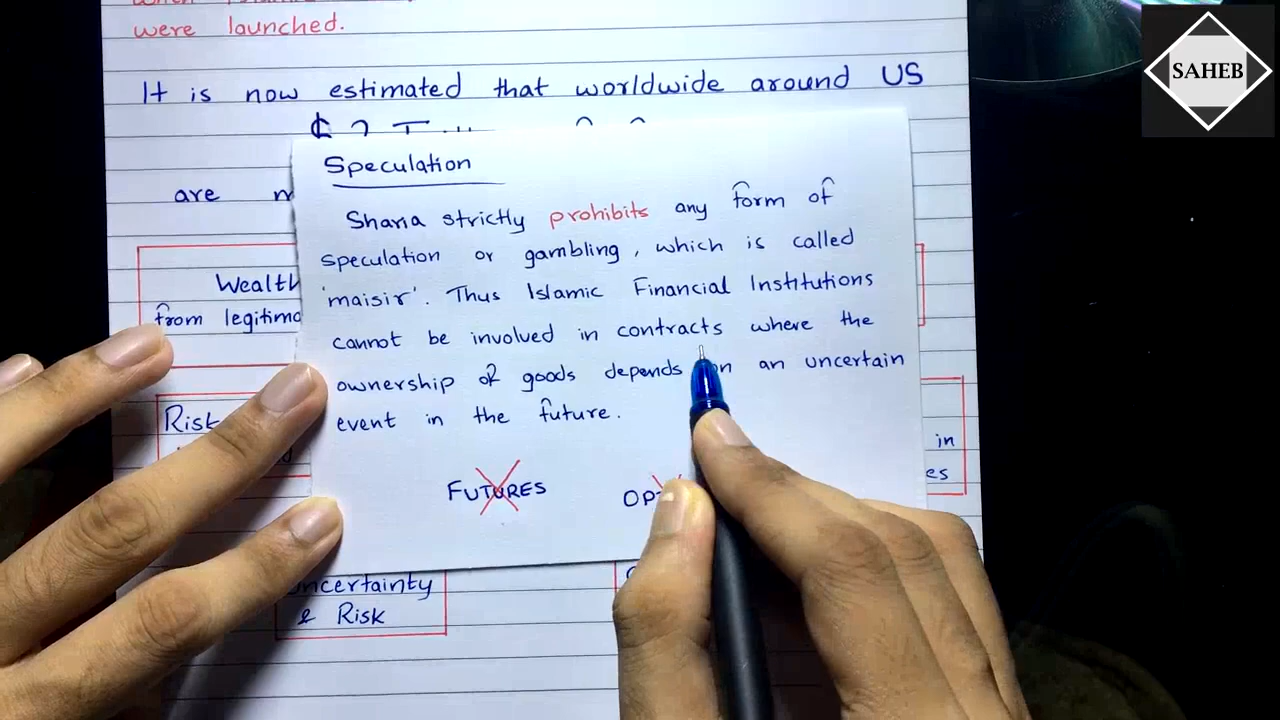 were launched.
It is now estimated that worldwide around US
are
Speculation
Sharia strictly prohibits any form of
speculation or gambling, which is called
'maisir'. Thus Islamic Financial Institutions
cannot be involved in contracts where the
ownership of goods depends on an uncertain
event in the future.
FUTURES
Wealth
from
Risk
in
uncertainty
& Risk
SAHEB